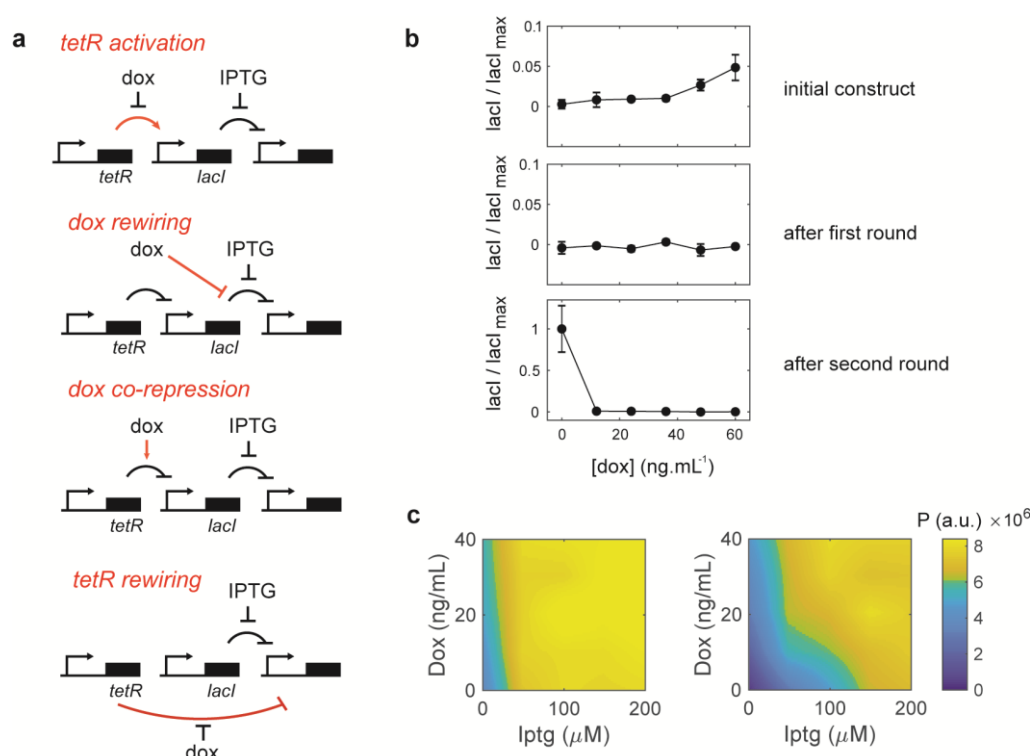 a
tetR activation
dox
IPTG
tetR
lacI
dox rewiring
dox
IPTG
tetR
lacI
dox co-repression
dox
IPTG
tetR
lacI
tetR rewiring
IPTG
tetR
lacI
dox
b
lacI / lacI max
0.1
0.05
0
initial construct
lacI / lacI max
0.1
0.05
0
after first round
lacI / lacI max
1
0.5
0
after second round
0 20 40 60
[dox] (ng.mL-1)
c
P (a.u.) ×10⁶
Dox (ng/mL)
40
20
0
0 100 200
Iptg (μM)
Dox (ng/mL)
40
20
0
0 100 200
Iptg (μM)
8
6
4
2
0